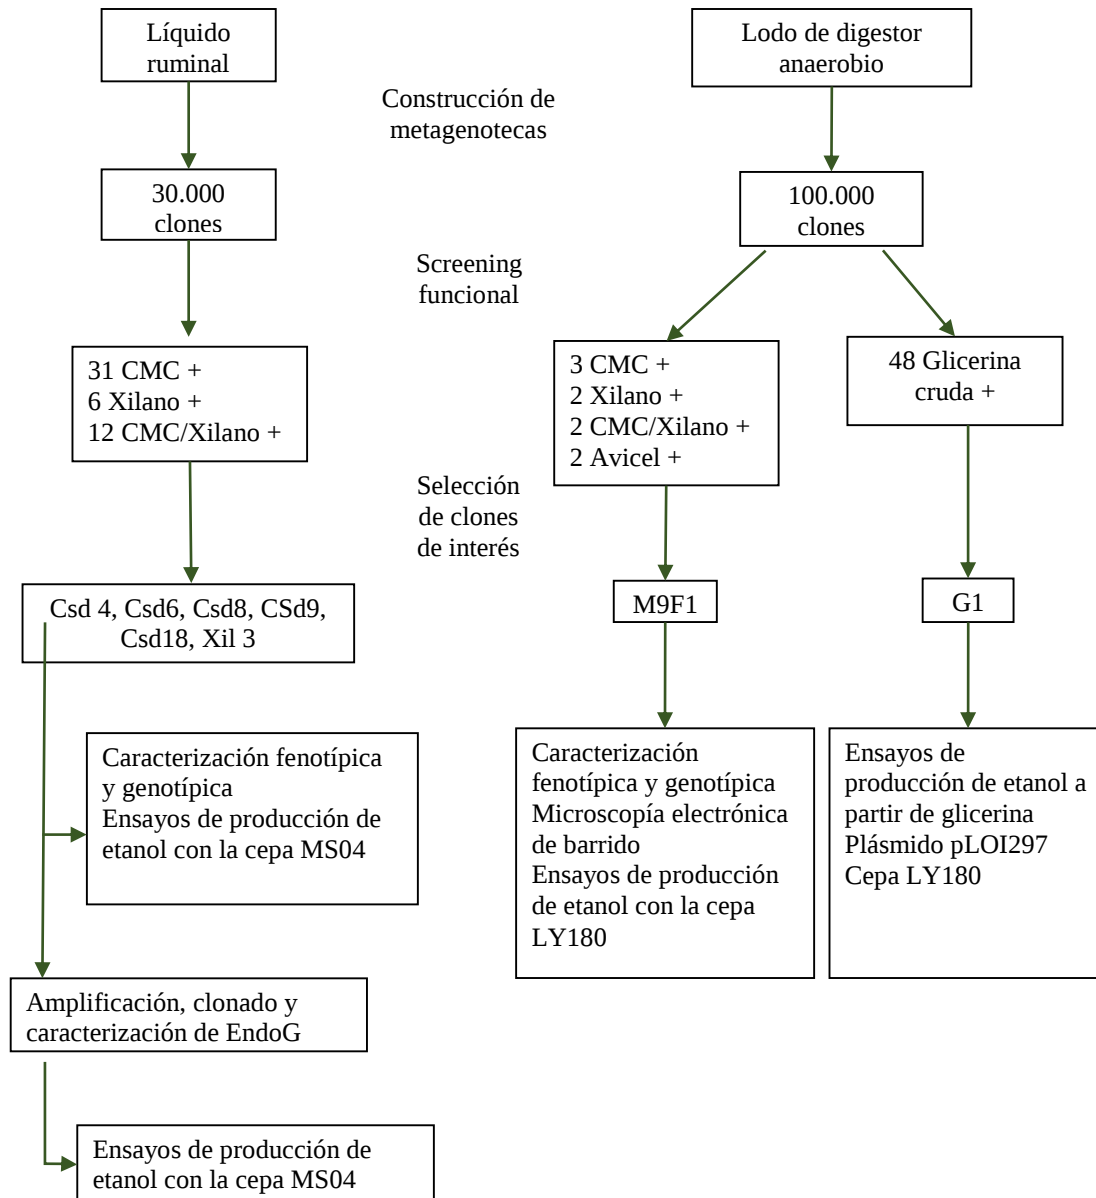 Líquido
ruminal
Lodo de digestor
anaerobio
Construcción de
metagenotecas
30.000
clones
100.000
clones
Screening
funcional
31 CMC +
6 Xilano +
12 CMC/Xilano +
3 CMC +
2 Xilano +
2 CMC/Xilano +
2 Avicel +
48 Glicerina
cruda +
Selección
de clones
de interés
Csd 4, Csd6, Csd8, CSd9,
Csd18, Xil 3
M9F1
G1
Caracterización fenotípica
y genotípica
Ensayos de producción de
etanol con la cepa MS04
Caracterización
fenotípica y genotípica
Microscopía electrónica
de barrido
Ensayos de producción
de etanol con la cepa
LY180
Ensayos de
producción de etanol a
partir de glicerina
Plásmido pLOI297
Cepa LY180
Amplificación, clonado y
caracterización de EndoG
Ensayos de producción de
etanol con la cepa MS04